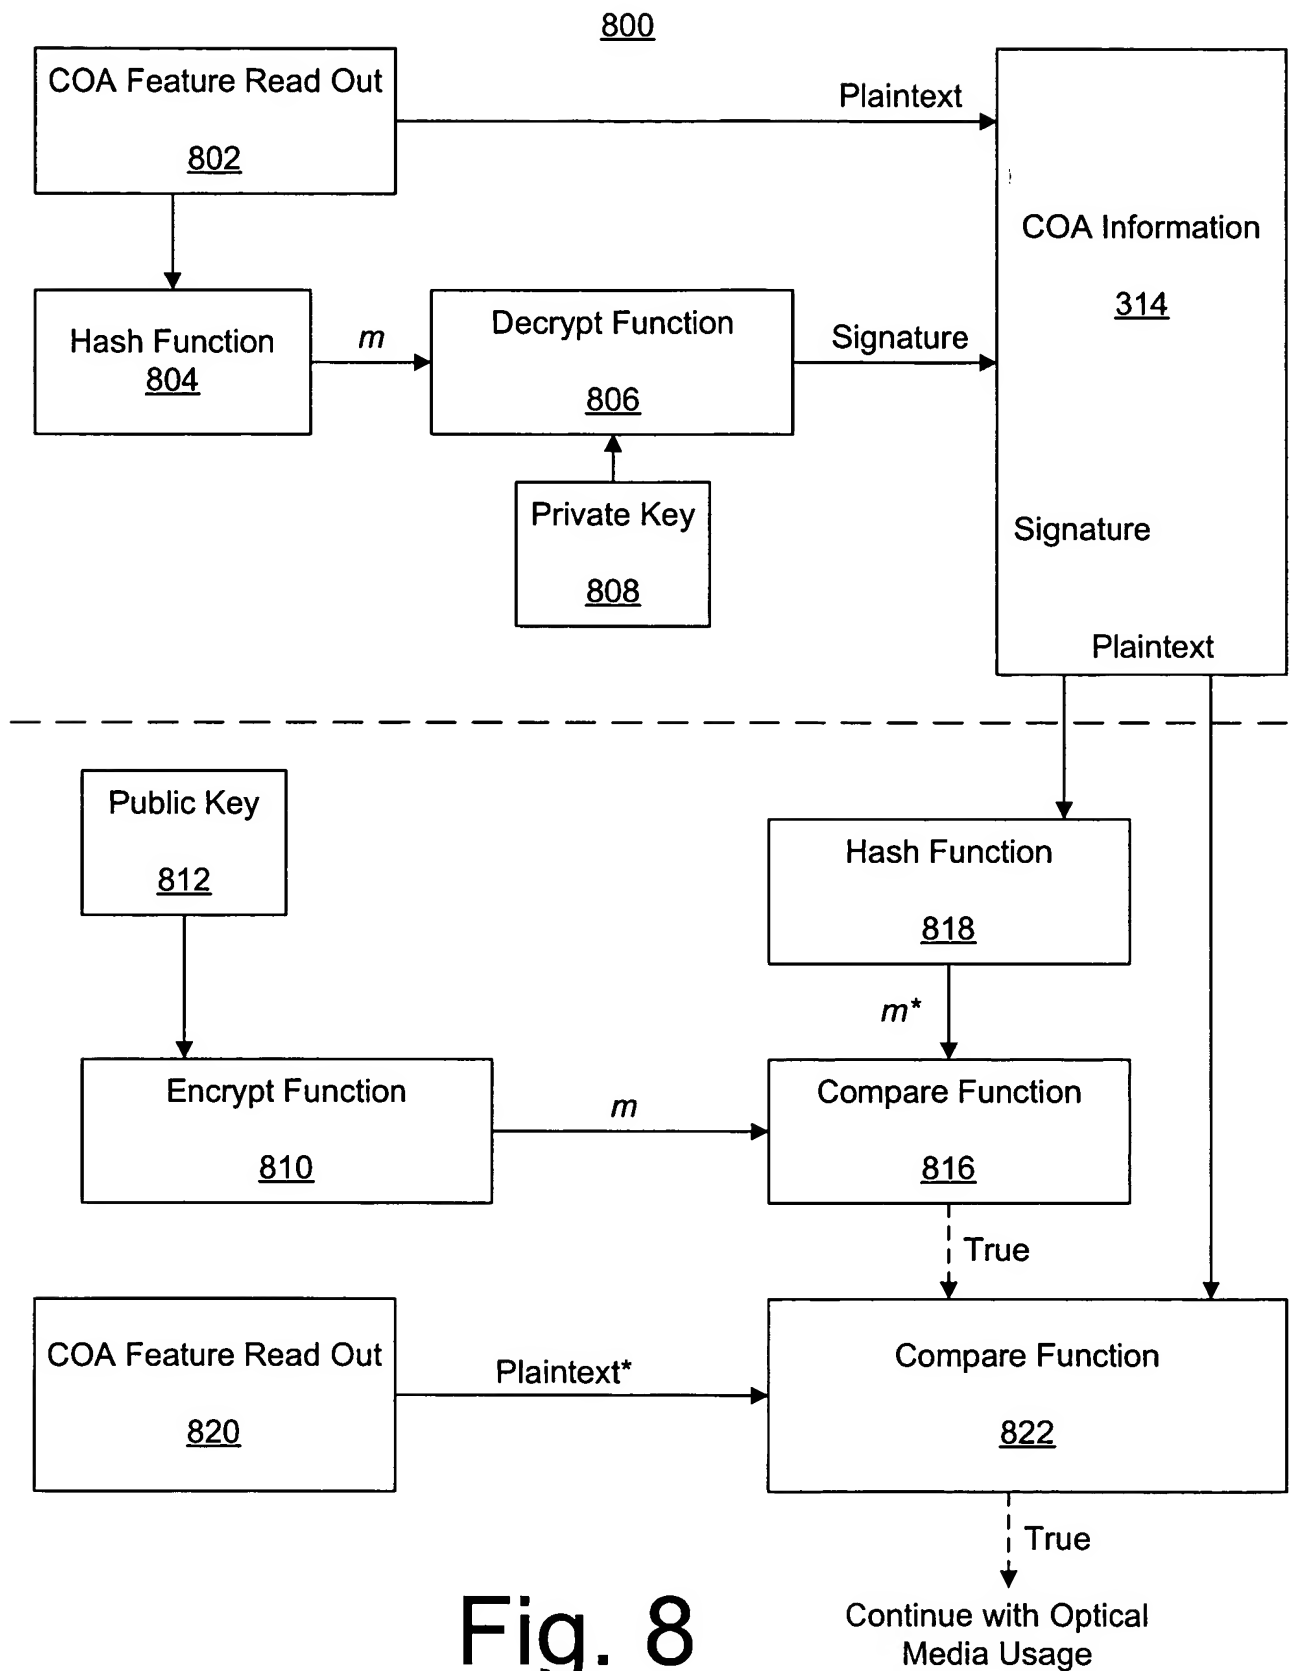 800
COA Feature Read Out
802
Plaintext
COA Information
314
Hash Function
804
m
Decrypt Function
806
Signature
Private Key
808
Signature
Plaintext
Public Key
812
Hash Function
818
m*
Encrypt Function
810
m
Compare Function
816
True
COA Feature Read Out
820
Plaintext*
Compare Function
822
True
Continue with Optical
Media Usage
Fig. 8